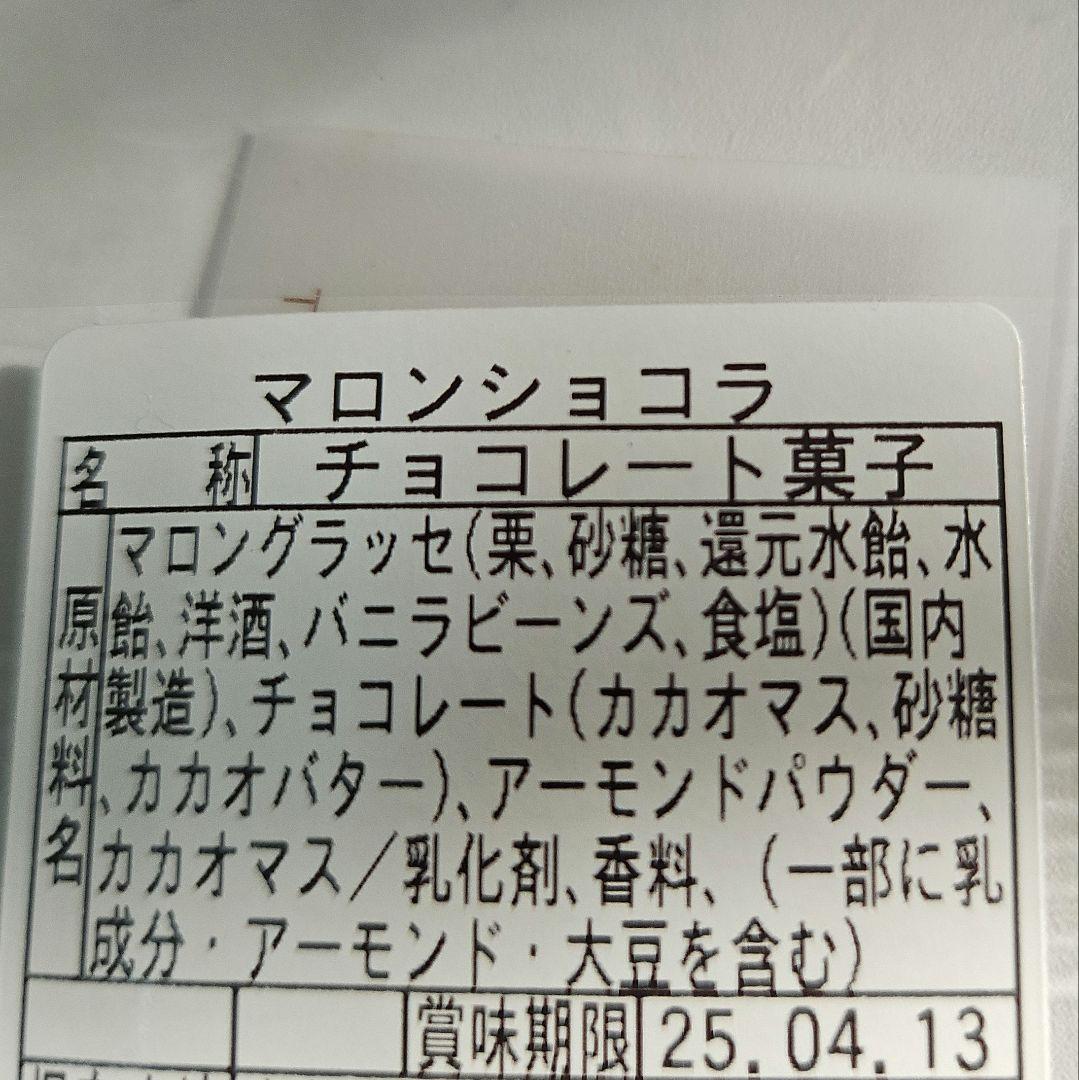 マロンショコラ
名称 チョコレート菓子
原材料名
マロングラッセ(栗、砂糖、還元水飴、水
飴、洋酒、バニラビーンズ、食塩)(国内
製造)、チョコレート(カカオマス、砂糖
、カカオバター)、アーモンドパウダー、
カカオマス/乳化剤、香料、(一部に乳
成分・アーモンド・大豆を含む)
賞味期限 25.04.13